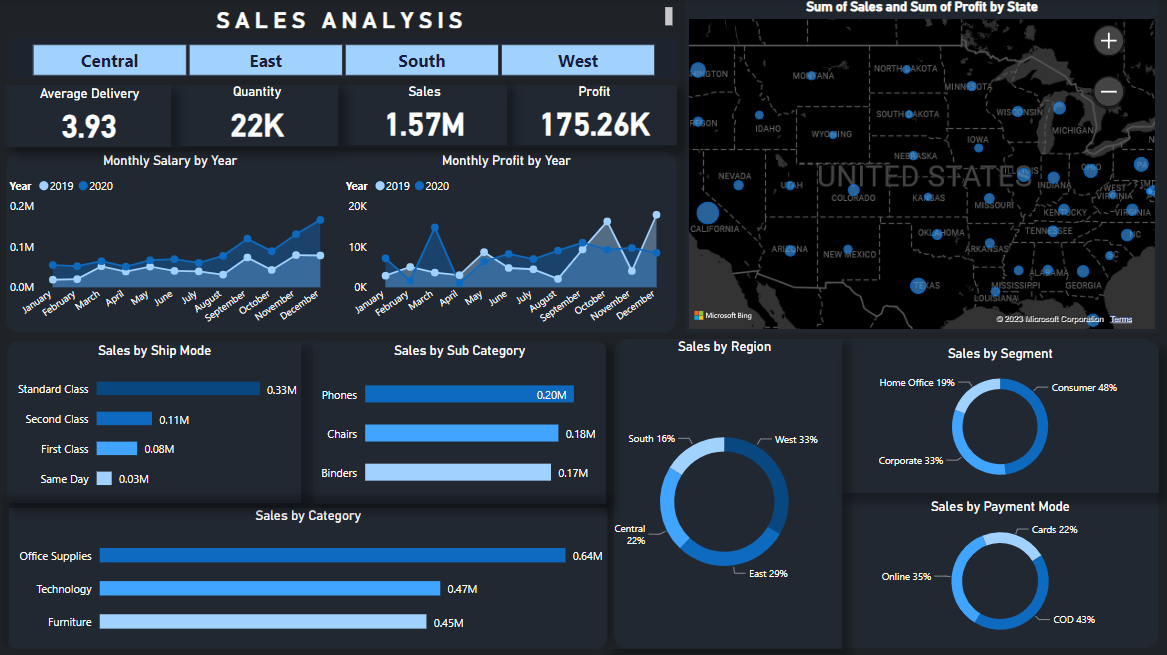 SALES ANALYSIS
Central
East
South
West
Average Delivery
3.93
Quantity
22K
Sales
1.57M
Profit
175.26K
Monthly Salary by Year
Year 2019 2020
0.2M
0.1M
0.0M
January
February
March
April
May
June
July
August
September
October
November
December
Monthly Profit by Year
Year 2019 2020
20K
10K
0K
January
February
March
April
May
June
July
August
September
October
November
December
Sum of Sales and Sum of Profit by State
+
−
MONTANA
NORTH DAKOTA
MINNESOTA
IDAHO
SOUTH DAKOTA
WISCONSIN
MICHIGAN
WYOMING
IOWA
NEBRASKA
NEVADA
UTAH
UNITED STATES
ILLINOIS
INDIANA
OHIO
PA
COLORADO
KANSAS
MISSOURI
WEST VIRGINIA
VIRGINIA
KENTUCKY
CALIFORNIA
OKLAHOMA
TENNESSEE
NC
ARIZONA
NEW MEXICO
ARKANSAS
MISSISSIPPI
ALABAMA
GEORGIA
TEXAS
LOUISIANA
Microsoft Bing
© 2023 Microsoft Corporation Terms
Sales by Ship Mode
Standard Class 0.33M
Second Class 0.11M
First Class 0.08M
Same Day 0.03M
Sales by Sub Category
Phones 0.20M
Chairs 0.18M
Binders 0.17M
Sales by Category
Office Supplies 0.64M
Technology 0.47M
Furniture 0.45M
Sales by Region
South 16%
West 33%
Central
22%
East 29%
Sales by Segment
Home Office 19%
Consumer 48%
Corporate 33%
Sales by Payment Mode
Cards 22%
Online 35%
COD 43%